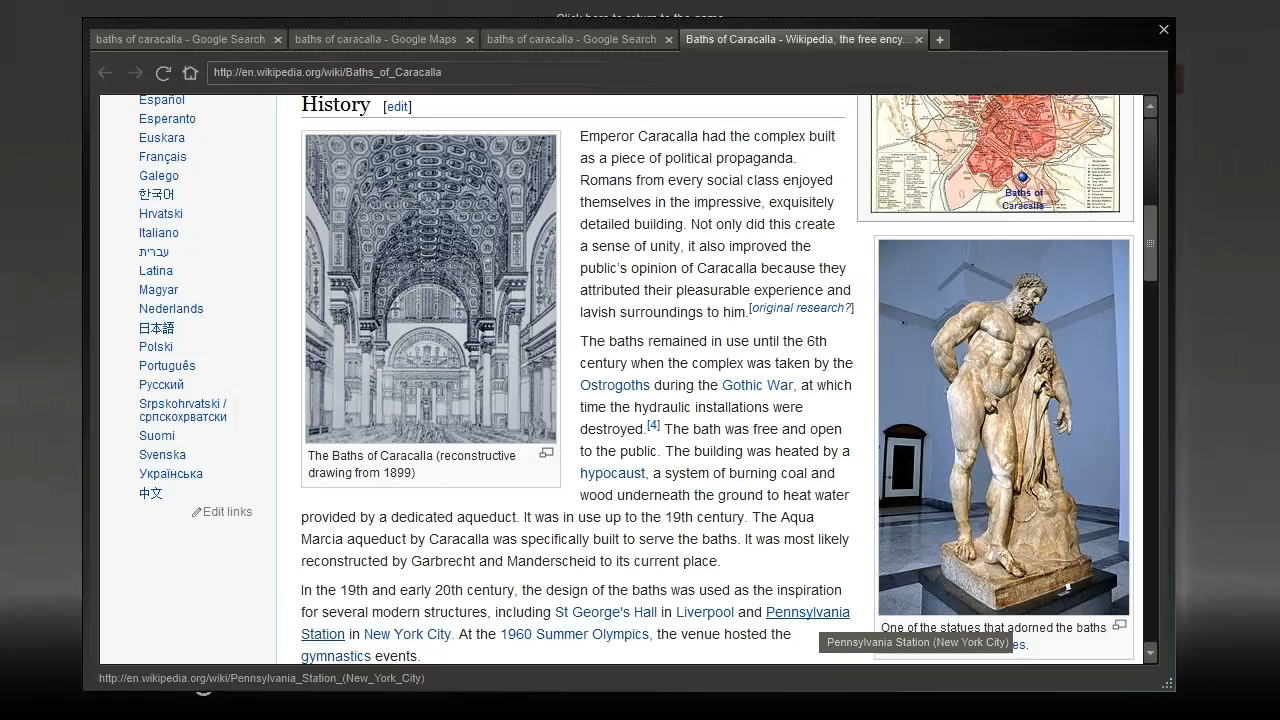 baths of caracalla - Google Search
baths of caracalla - Google Maps
baths of caracalla - Google Search
Baths of Caracalla - Wikipedia, the free ency...
http://en.wikipedia.org/wiki/Baths_of_Caracalla
Español
Esperanto
Euskara
Français
Galego
한국어
Hrvatski
Italiano
עברית
Latina
Magyar
Nederlands
日本語
Polski
Português
Русский
Srpskohrvatski /
српскохрватски
Suomi
Svenska
Українська
中文
Edit links
History [edit]
The Baths of Caracalla (reconstructive
drawing from 1899)
Emperor Caracalla had the complex built
as a piece of political propaganda.
Romans from every social class enjoyed
themselves in the impressive, exquisitely
detailed building. Not only did this create
a sense of unity, it also improved the
public's opinion of Caracalla because they
attributed their pleasurable experience and
lavish surroundings to him.[original research?]
The baths remained in use until the 6th
century when the complex was taken by the
Ostrogoths during the Gothic War, at which
time the hydraulic installations were
destroyed.[4] The bath was free and open
to the public. The building was heated by a
hypocaust, a system of burning coal and
wood underneath the ground to heat water
provided by a dedicated aqueduct. It was in use up to the 19th century. The Aqua
Marcia aqueduct by Caracalla was specifically built to serve the baths. It was most likely
reconstructed by Garbrecht and Manderscheid to its current place.
In the 19th and early 20th century, the design of the baths was used as the inspiration
for several modern structures, including St George's Hall in Liverpool and Pennsylvania
Station in New York City. At the 1960 Summer Olympics, the venue hosted the
gymnastics events.
Baths of
Caracalla
One of the statues that adorned the baths
Pennsylvania Station (New York City)
http://en.wikipedia.org/wiki/Pennsylvania_Station_(New_York_City)